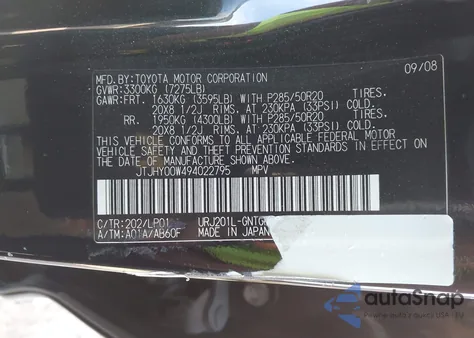 MFD. BY: TOYOTA MOTOR CORPORATION 09/08
GVWR: 3300KG (7275LB)
GAWR: FRT. 1630KG (3595LB) WITH P285/50R20 TIRES.
20X8 1/2J RIMS. AT 230KPA (33PSI) COLD.
RR. 1950KG (4300LB) WITH P285/50R20 TIRES.
20X8 1/2J RIMS. AT 230KPA (33PSI) COLD.
THIS VEHICLE CONFORMS TO ALL APPLICABLE FEDERAL MOTOR
VEHICLE SAFETY AND THEFT PREVENTION STANDARDS IN EFFECT ON
THE DATE OF MANUFACTURE SHOWN ABOVE.
JTJHY00W494022795 MPV
C/TR: 202/LP01 URJ201L-GNTG
A/TM: A01A/AB60F MADE IN JAPAN
autoSnap